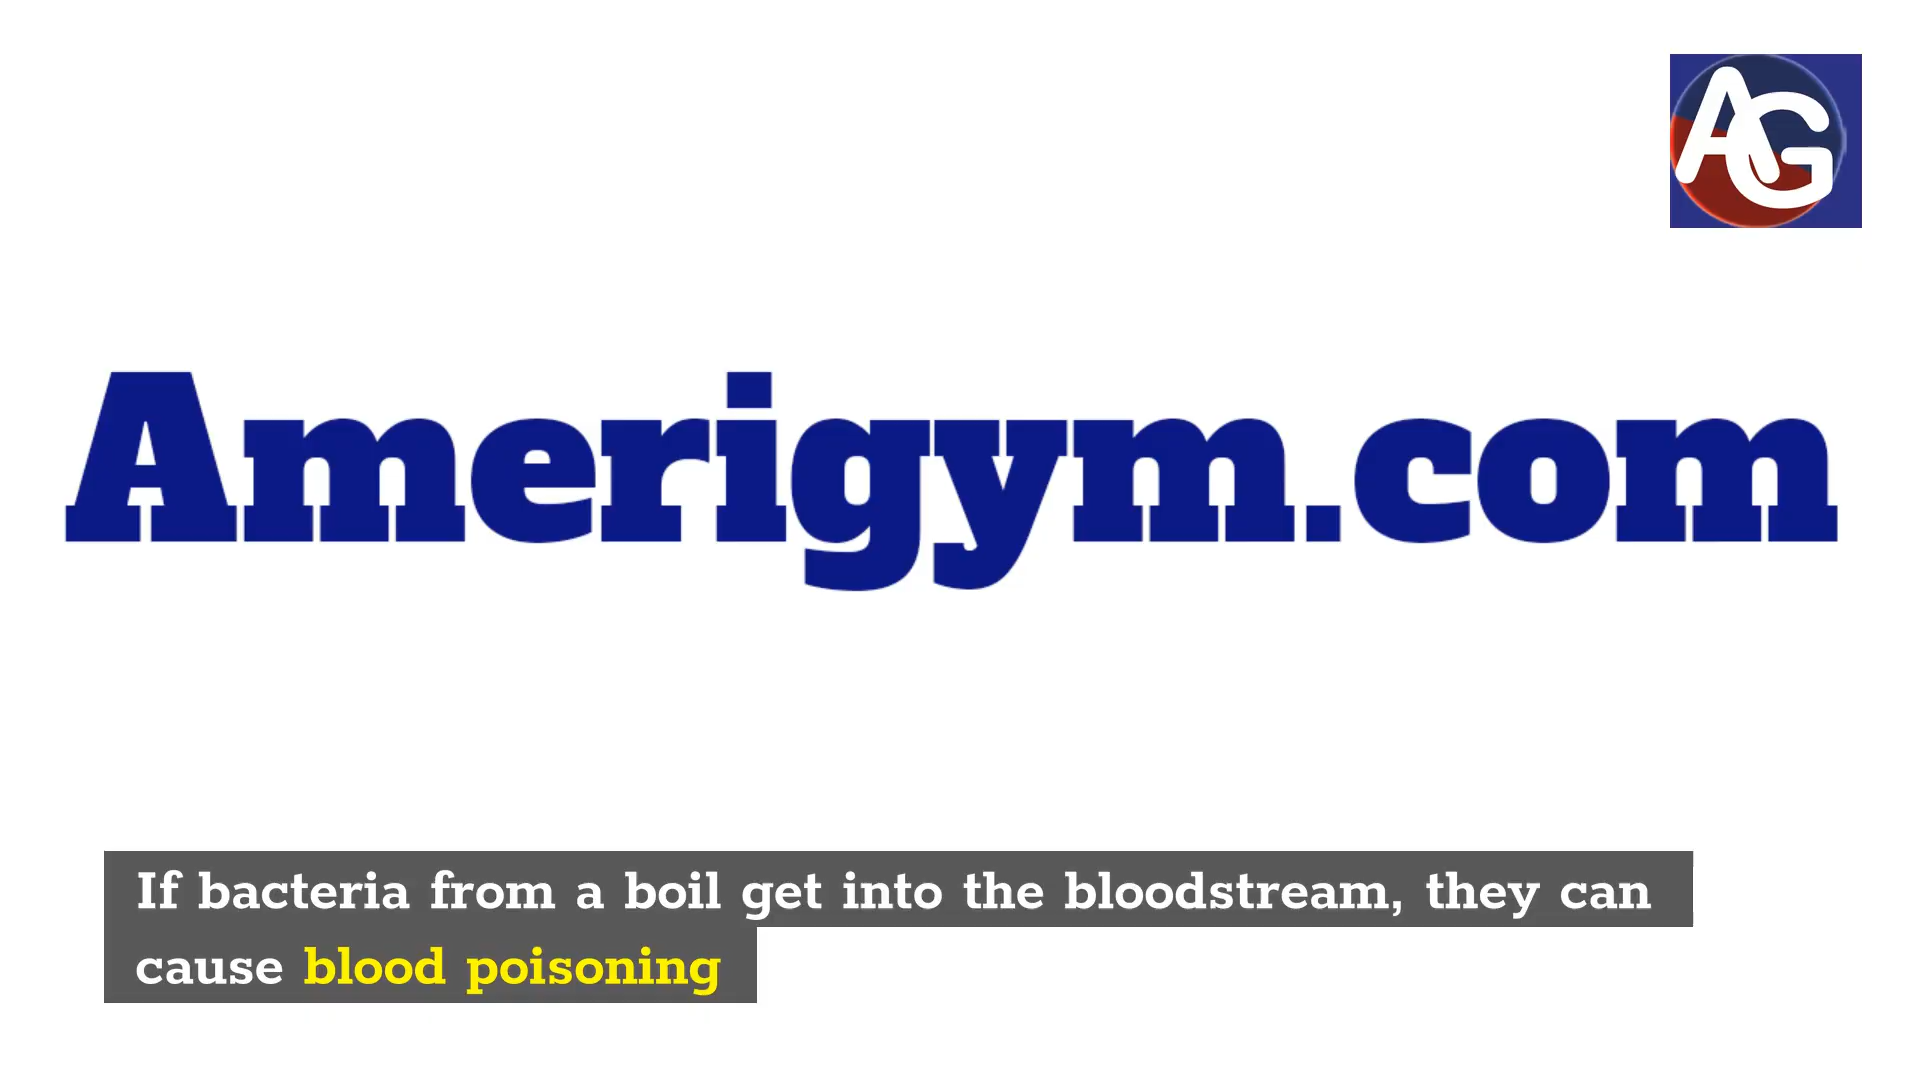 AG
Amerigym.com
If bacteria from a boil get into the bloodstream, they can
cause blood poisoning